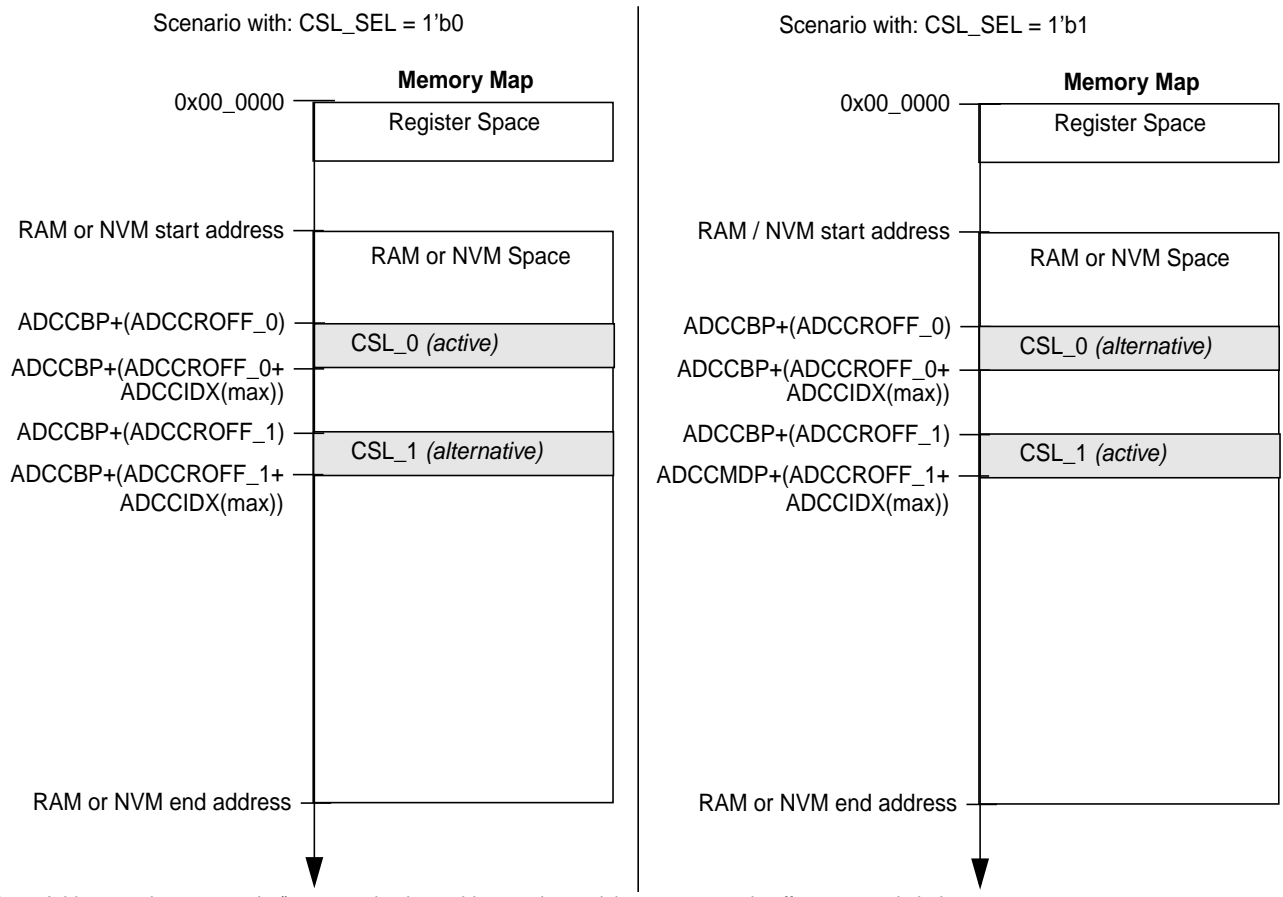 Scenario with: CSL_SEL = 1’b0
Memory Map
0x00_0000
Register Space
RAM or NVM start address
RAM or NVM Space
ADCCBP+(ADCCROFF_0)
CSL_0 (active)
ADCCBP+(ADCCROFF_0+
ADCCIDX(max))
ADCCBP+(ADCCROFF_1)
CSL_1 (alternative)
ADCCBP+(ADCCROFF_1+
ADCCIDX(max))
RAM or NVM end address
Scenario with: CSL_SEL = 1’b1
Memory Map
0x00_0000
Register Space
RAM / NVM start address
RAM or NVM Space
ADCCBP+(ADCCROFF_0)
CSL_0 (alternative)
ADCCBP+(ADCCROFF_0+
ADCCIDX(max))
ADCCBP+(ADCCROFF_1)
CSL_1 (active)
ADCCMDP+(ADCCROFF_1+
ADCCIDX(max))
RAM or NVM end address